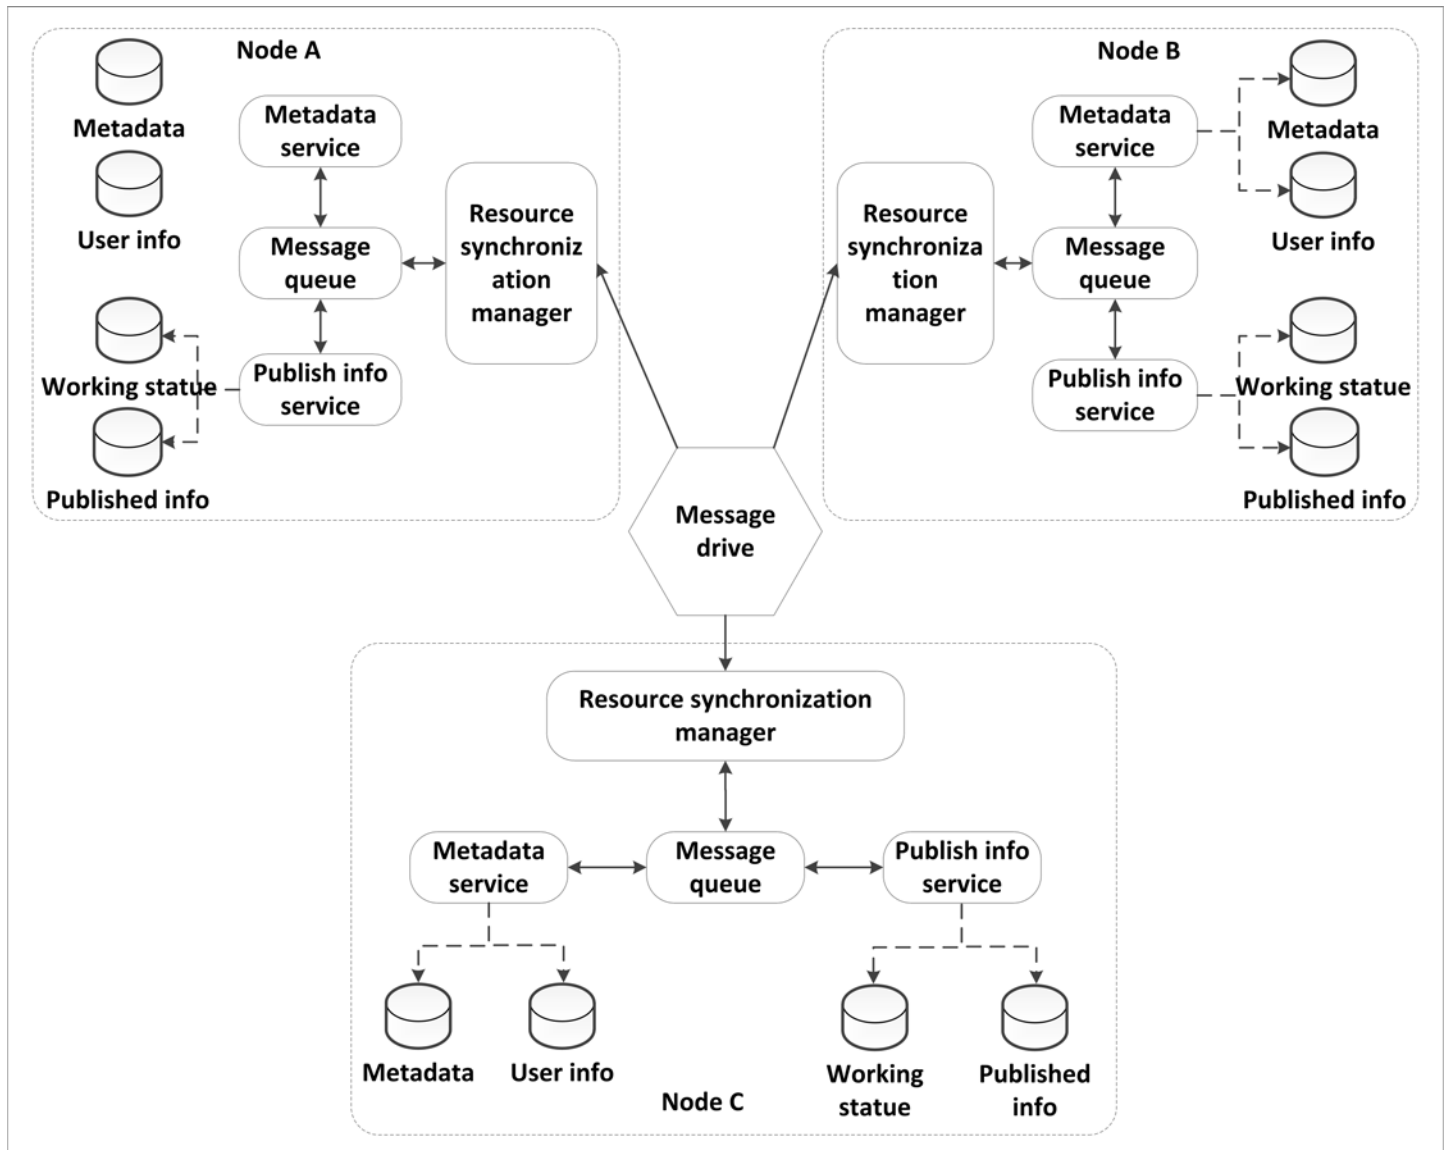 Node A
Metadata
User info
Working statue
Published info
Metadata
service
Message
queue
Publish info
service
Resource
synchroniz
ation
manager
Node B
Resource
synchroniza
tion
manager
Metadata
service
Message
queue
Publish info
service
Metadata
User info
Working statue
Published info
Message
drive
Resource synchronization
manager
Metadata
service
Message
queue
Publish info
service
Metadata
User info
Working
statue
Published
info
Node C